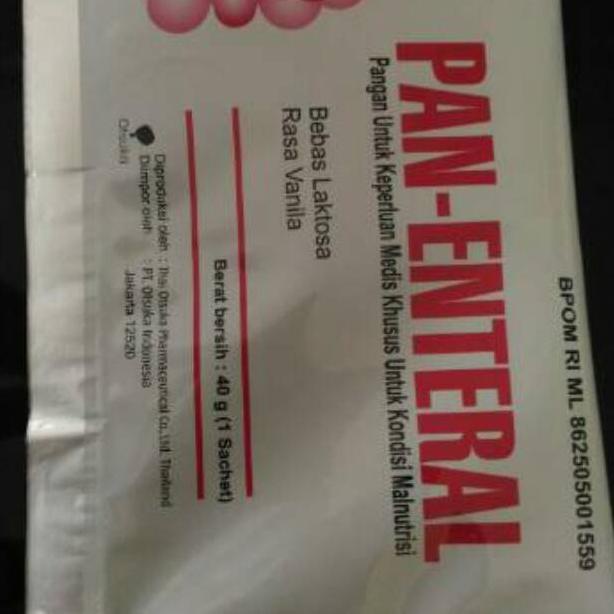 BPOM RI ML 862505001559
PAN-ENTERAL
Pangan Untuk Keperluan Medis Khusus Untuk Kondisi Malnutrisi
Bebas Laktosa
Rasa Vanila
Berat bersih : 40 g (1 Sachet)
Diproduksi oleh : Thai Otsuka Pharmaceutical Co., Ltd. Thailand
Diimpor oleh : PT. Otsuka Indonesia
Jakarta 12520
Otsuka